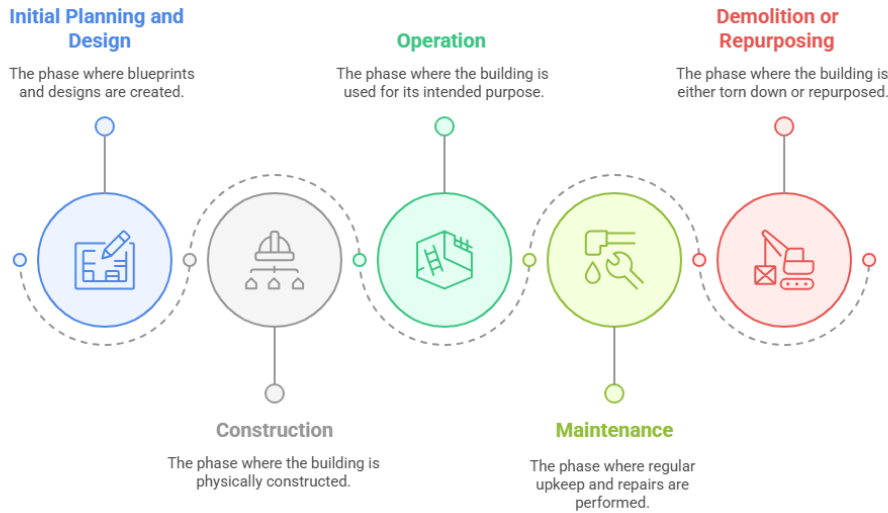 Initial Planning and
Design
The phase where blueprints
and designs are created.
Operation
The phase where the building is
used for its intended purpose.
Demolition or
Repurposing
The phase where the building is
either torn down or repurposed.
Construction
The phase where the building is
physically constructed.
Maintenance
The phase where regular
upkeep and repairs are
performed.